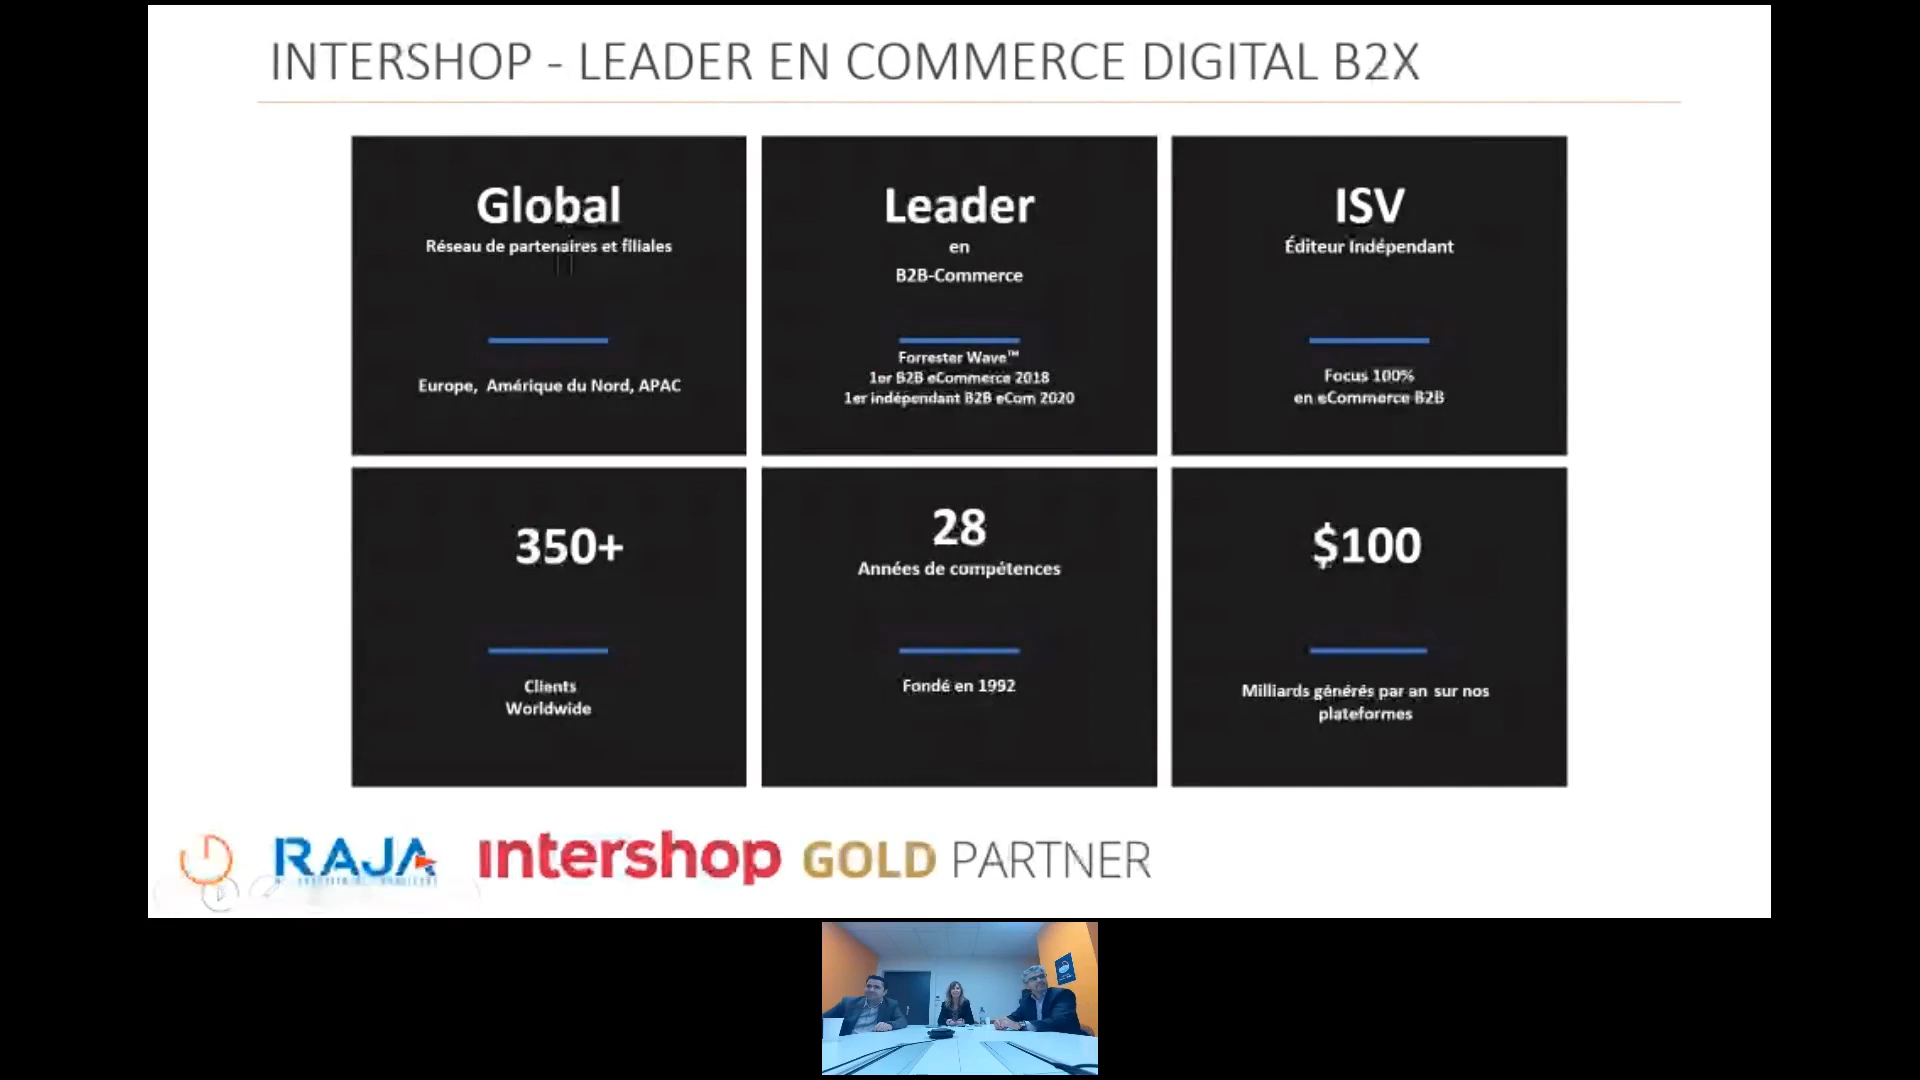 INTERSHOP - LEADER EN COMMERCE DIGITAL B2X
Global
Réseau de partenaires et filiales
Europe, Amérique du Nord, APAC
Leader
en
B2B-Commerce
Forrester Wave™
1er B2B eCommerce 2018
1er indépendant B2B eCom 2020
ISV
Éditeur Indépendant
Focus 100%
en eCommerce B2B
350+
Clients
Worldwide
28
Années de compétences
Fondé en 1992
$100
Milliards générés par an sur nos
plateformes
RAJA
intershop GOLD PARTNER